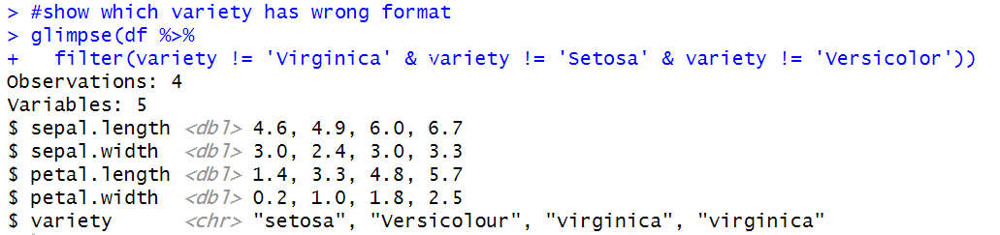 > #show which variety has wrong format
> glimpse(df %>%
+   filter(variety != 'Virginica' & variety != 'Setosa' & variety != 'Versicolor'))
Observations: 4
Variables: 5
$ sepal.length <dbl> 4.6, 4.9, 6.0, 6.7
$ sepal.width  <dbl> 3.0, 2.4, 3.0, 3.3
$ petal.length <dbl> 1.4, 3.3, 4.8, 5.7
$ petal.width  <dbl> 0.2, 1.0, 1.8, 2.5
$ variety      <chr> "setosa", "Versicolour", "virginica", "virginica"